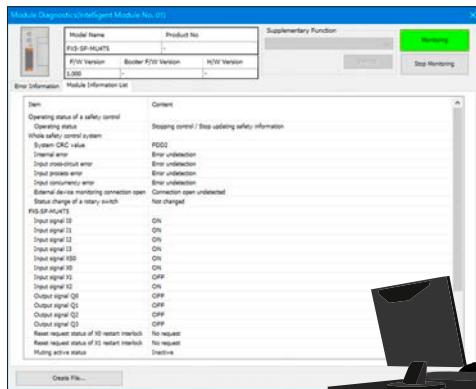 Module Diagnostics(Intelligent Module No. 01)
Model Name Product No
FX5-SF-MU4T5 -
F/W Version Booter F/W Version H/W Version
1.000 - -
Supplementary Function
Monitoring
Stop Monitoring
Error Information Module Information List
Item Content
Operating status of a safety control
Operating status Stopping control / Stop updating safety information
Whole safety control system
System CRC value FDD2
Internal error Error undetection
Input cross-circuit error Error undetection
Input process error Error undetection
Input concurrency error Error undetection
External device monitoring connection open Connection open undetected
Status change of a rotary switch Not changed
FX5-SF-MU4T5
Input signal I0 ON
Input signal I1 ON
Input signal I2 ON
Input signal I3 ON
Input signal XS0 ON
Input signal X0 ON
Input signal X1 OFF
Input signal X2 ON
Output signal Q0 OFF
Output signal Q1 OFF
Output signal Q2 OFF
Output signal Q3 OFF
Reset request status of X0 restart interlock No request
Reset request status of X1 restart interlock No request
Muting active status Inactive
Create File...